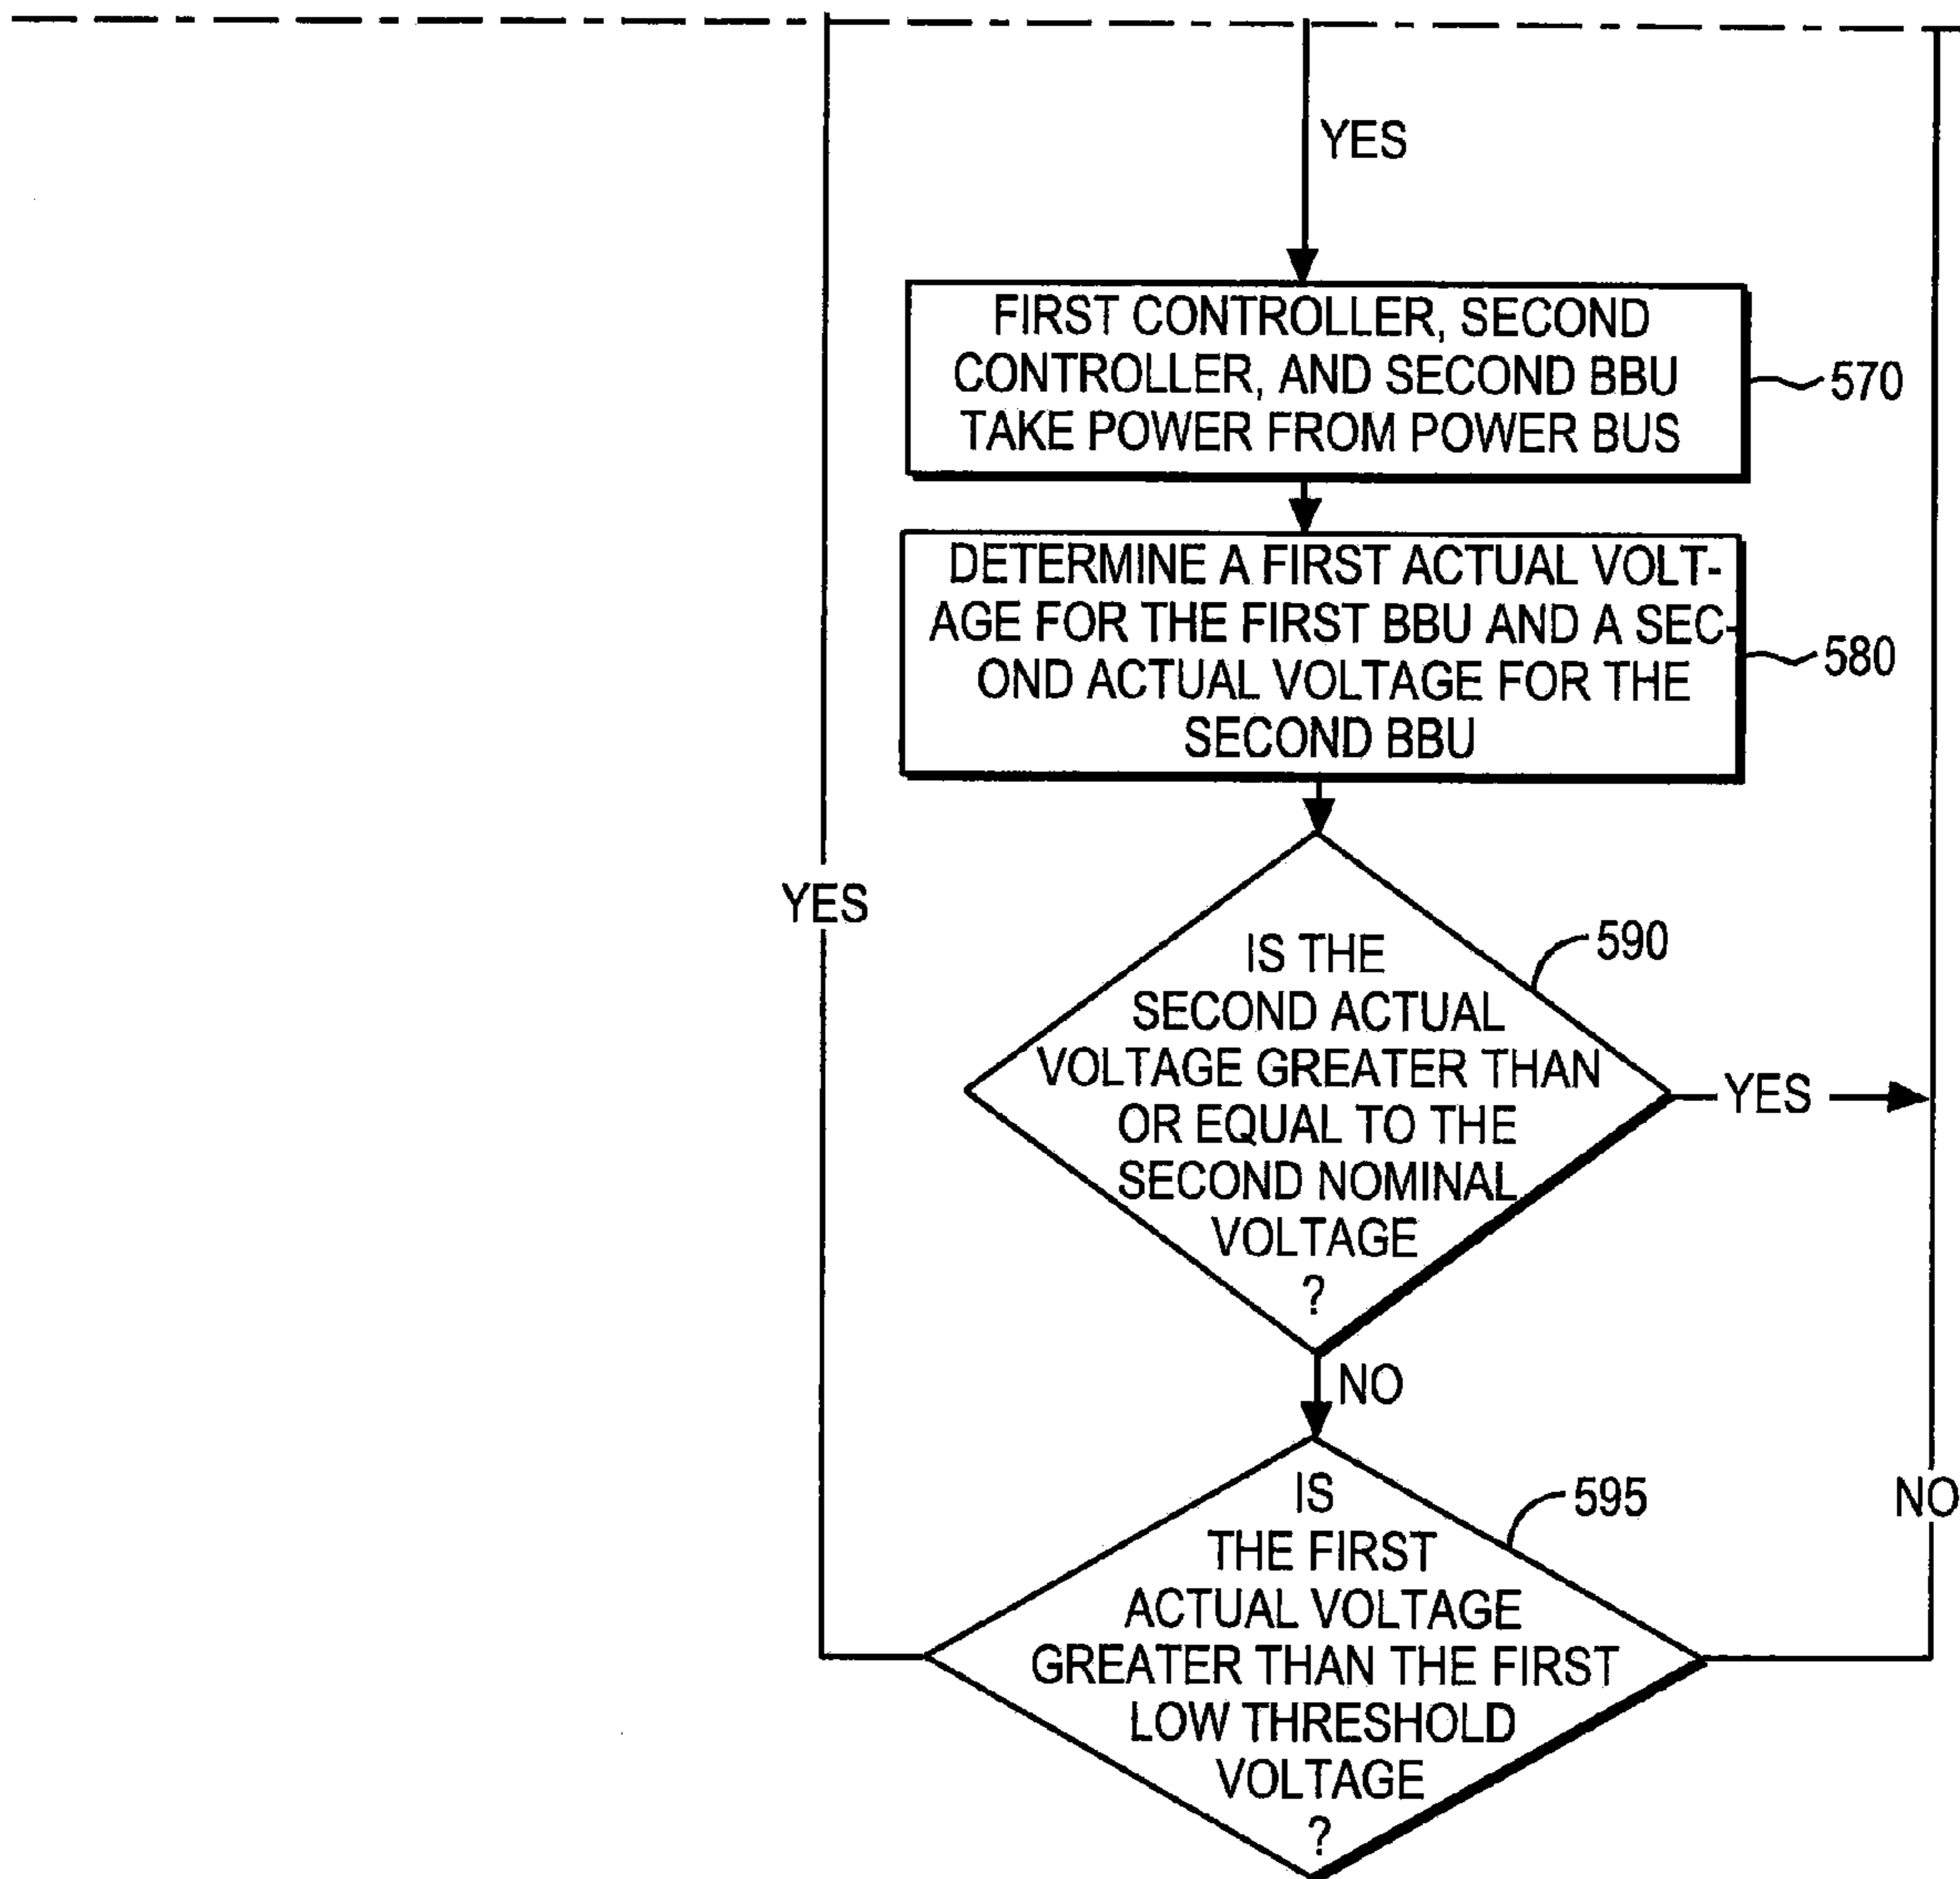 YES
FIRST CONTROLLER, SECOND
CONTROLLER, AND SECOND BBU
TAKE POWER FROM POWER BUS
570
DETERMINE A FIRST ACTUAL VOLT-
AGE FOR THE FIRST BBU AND A SEC-
OND ACTUAL VOLTAGE FOR THE
SECOND BBU
580
YES
590
IS THE
SECOND ACTUAL
VOLTAGE GREATER THAN
OR EQUAL TO THE
SECOND NOMINAL
VOLTAGE
?
YES
NO
595
IS
THE FIRST
ACTUAL VOLTAGE
GREATER THAN THE FIRST
LOW THRESHOLD
VOLTAGE
?
NO